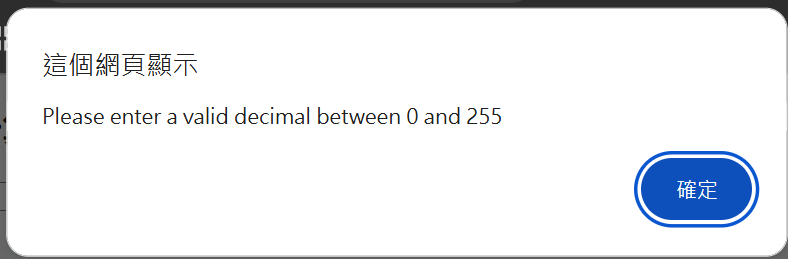 這個網頁顯示
Please enter a valid decimal between 0 and 255
確定